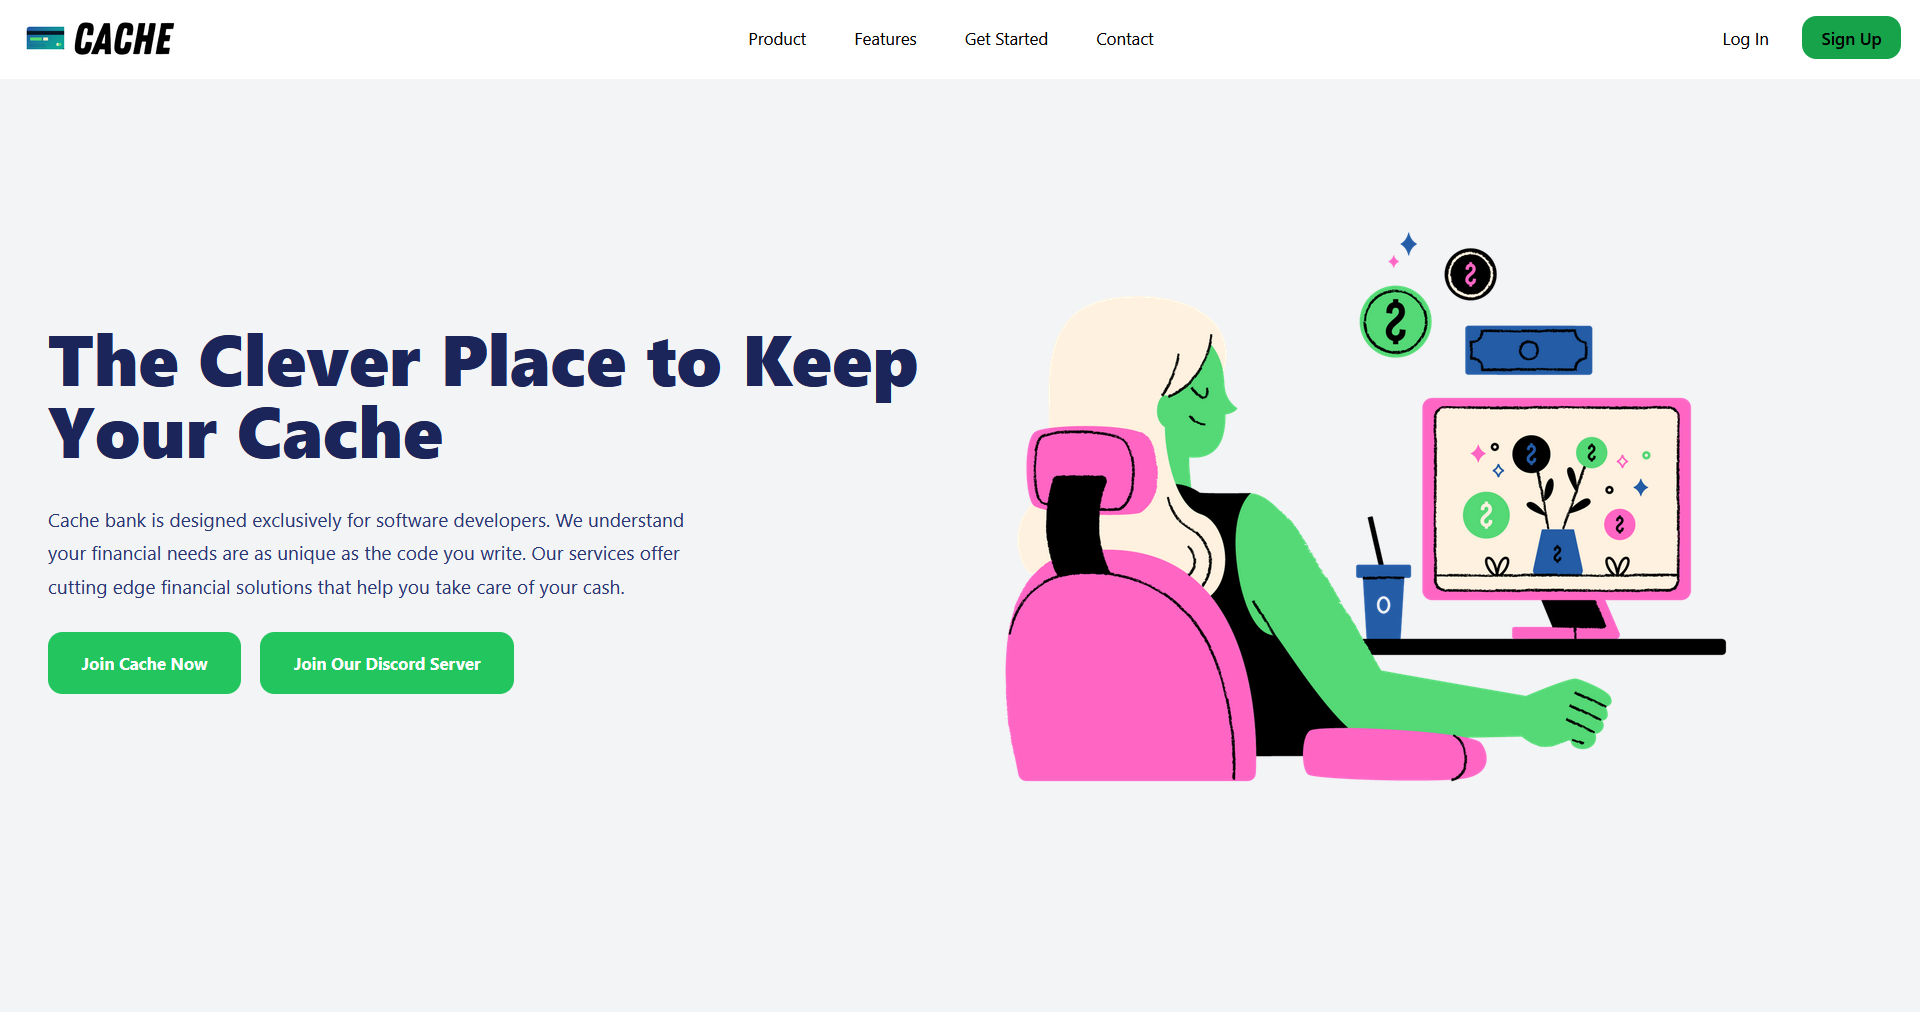 CACHE
Product
Features
Get Started
Contact
Log In
Sign Up
The Clever Place to Keep
Your Cache
Cache bank is designed exclusively for software developers. We understand
your financial needs are as unique as the code you write. Our services offer
cutting edge financial solutions that help you take care of your cash.
Join Cache Now
Join Our Discord Server